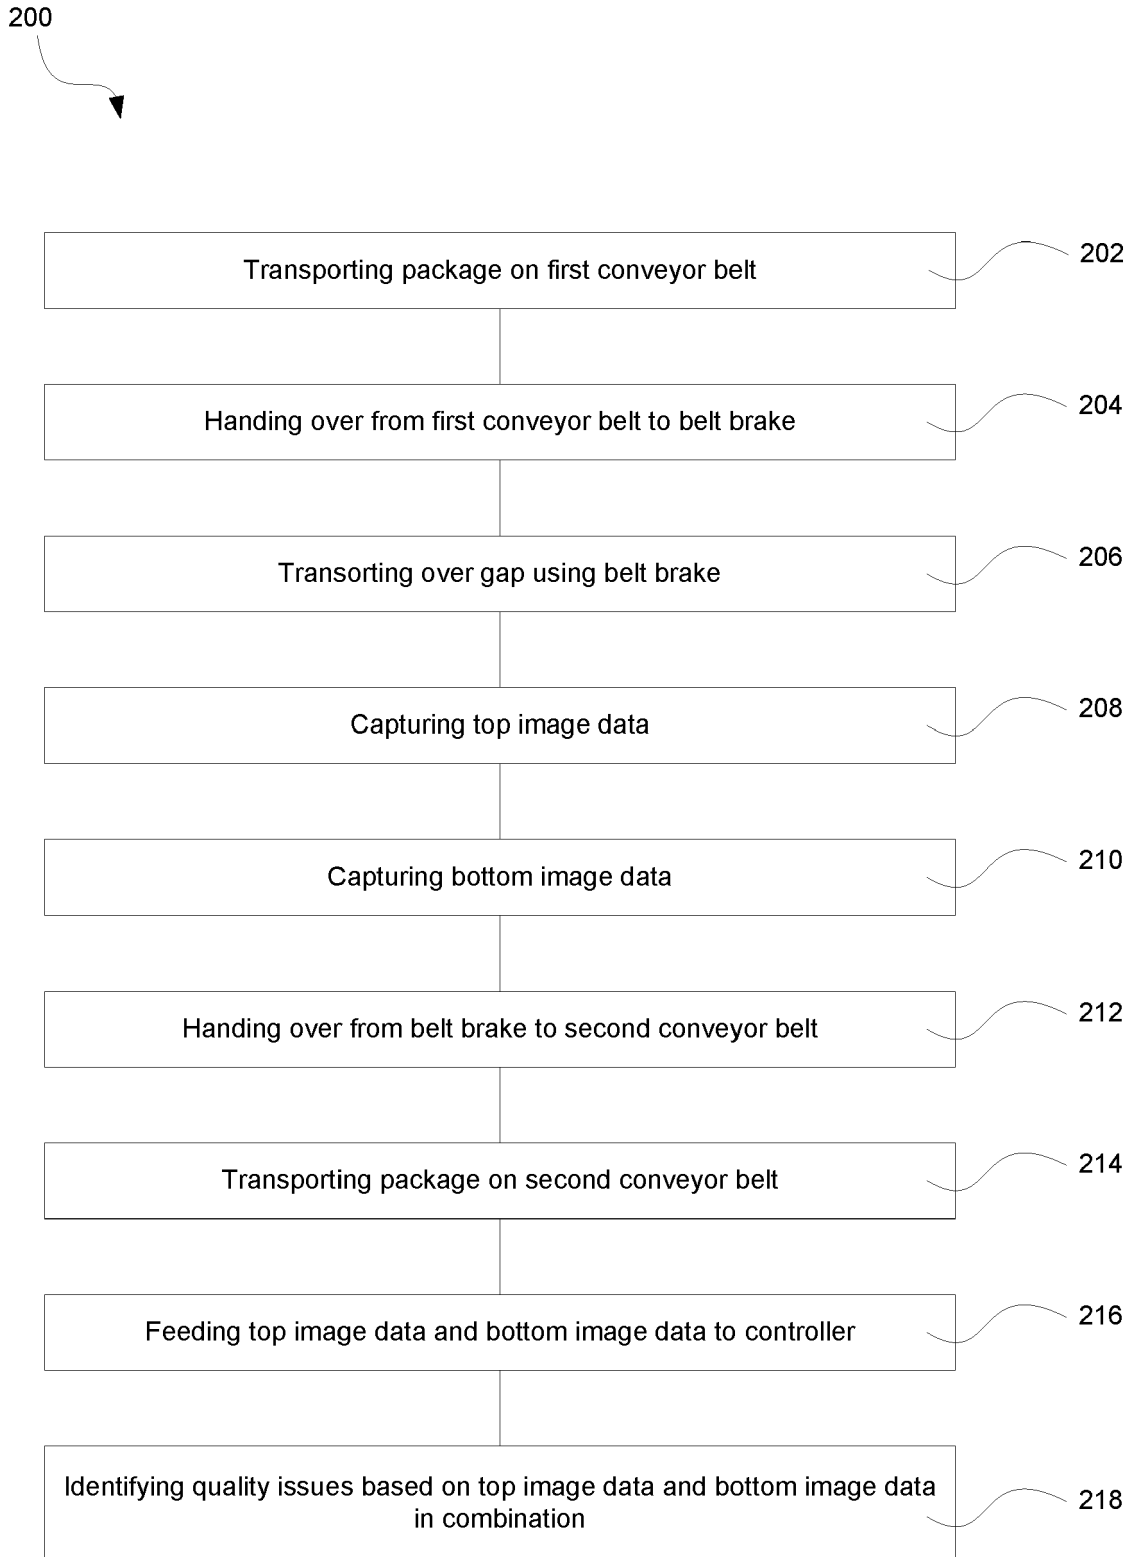 200
Transporting package on first conveyor belt
202
Handing over from first conveyor belt to belt brake
204
Transorting over gap using belt brake
206
Capturing top image data
208
Capturing bottom image data
210
Handing over from belt brake to second conveyor belt
212
Transporting package on second conveyor belt
214
Feeding top image data and bottom image data to controller
216
Identifying quality issues based on top image data and bottom image data
in combination
218